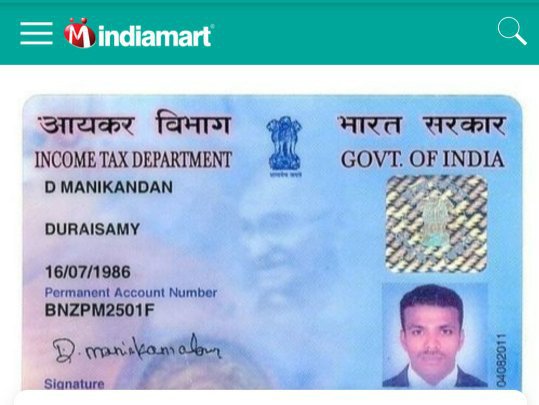 indiamart
आयकर विभाग
भारत सरकार
INCOME TAX DEPARTMENT
GOVT. OF INDIA
D MANIKANDAN
DURAISAMY
16/07/1986
Permanent Account Number
BNZPM2501F
D. manikandan
Signature
04082011